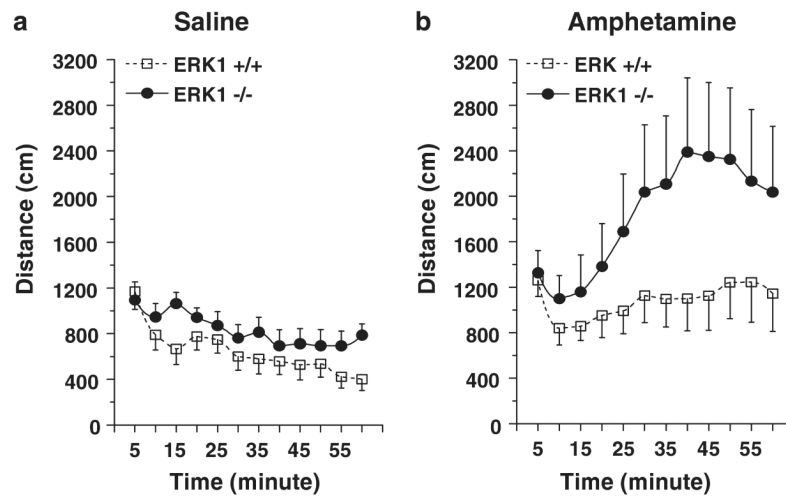 a Saline
3200
2800
2400
2000
1600
1200
800
400
0
Distance (cm)
ERK1 +/+
ERK1 -/-
5 15 25 35 45 55
Time (minute)
b Amphetamine
3200
2800
2400
2000
1600
1200
800
400
0
Distance (cm)
ERK +/+
ERK1 -/-
5 15 25 35 45 55
Time (minute)